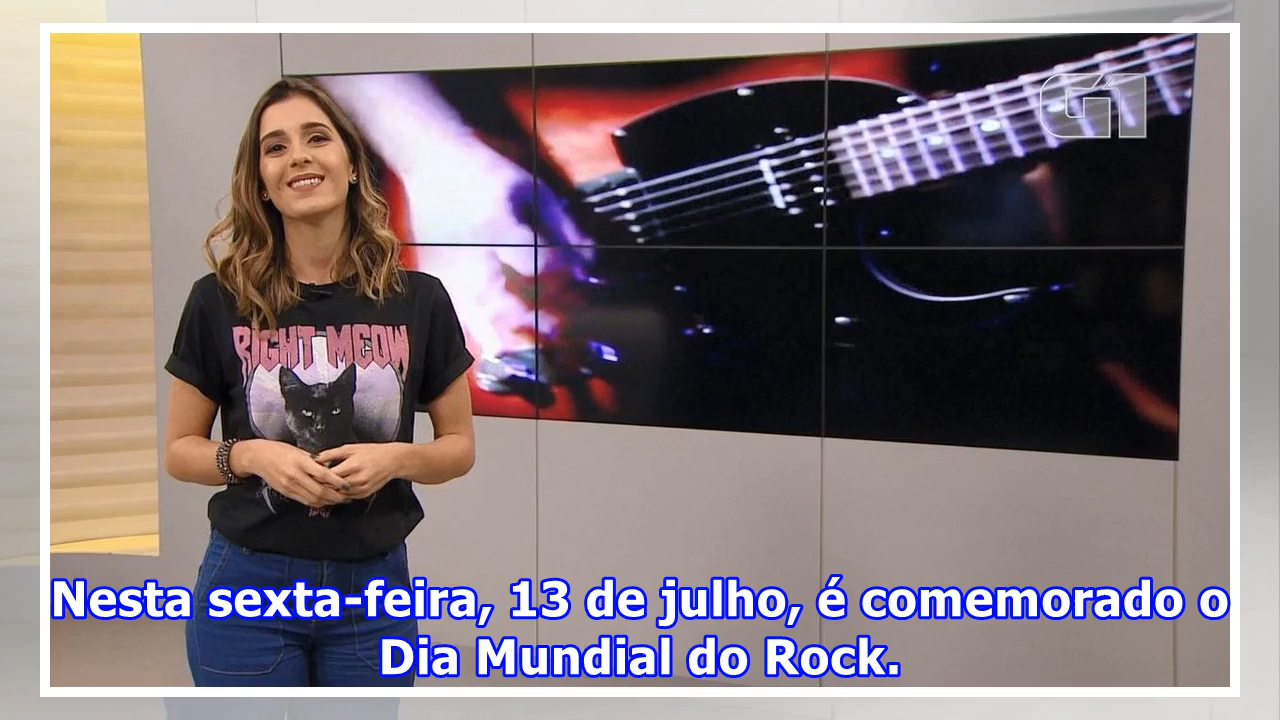 G1
RIGHT MEOW
Nesta sexta-feira, 13 de julho, é comemorado o
Dia Mundial do Rock.